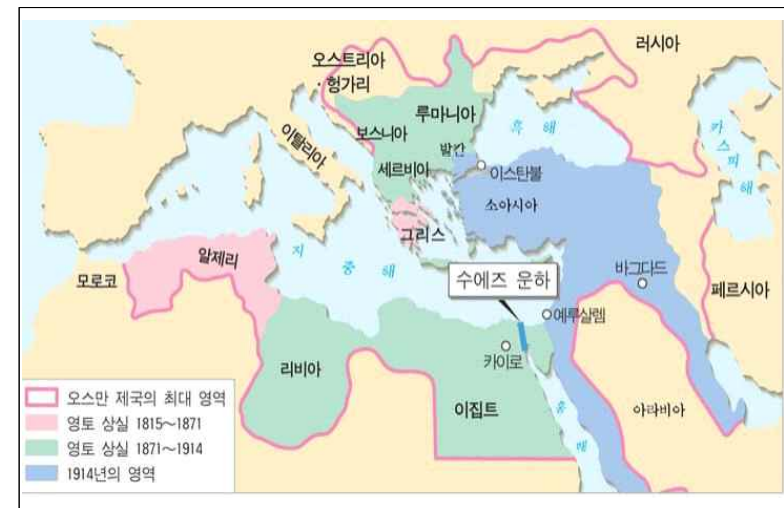 러시아
오스트리아
· 헝가리
루마니아
보스니아
흑 해
카 스 피 해
이탈리아
발칸
세르비아
이스탄불
소아시아
그리스
알제리
지 중 해
모로코
수에즈 운하
바그다드
페르시아
예루살렘
카이로
리비아
이집트
홍 해
아라비아
오스만 제국의 최대 영역
영토 상실 1815~1871
영토 상실 1871~1914
1914년의 영역